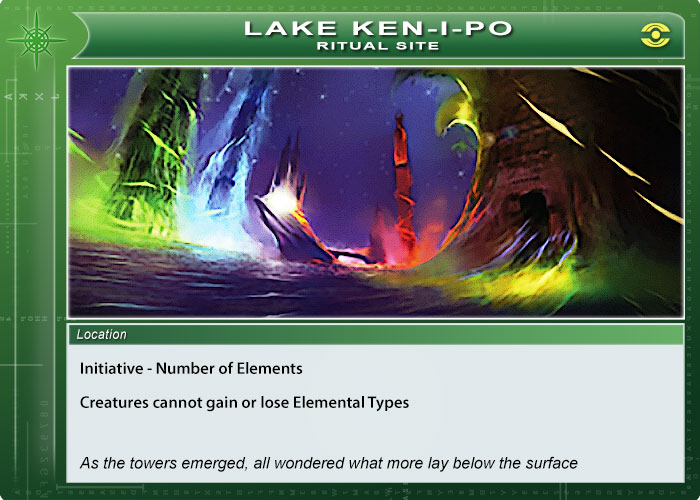 LAKE KEN-I-PO
RITUAL SITE
Location
Initiative - Number of Elements
Creatures cannot gain or lose Elemental Types
As the towers emerged, all wondered what more lay below the surface